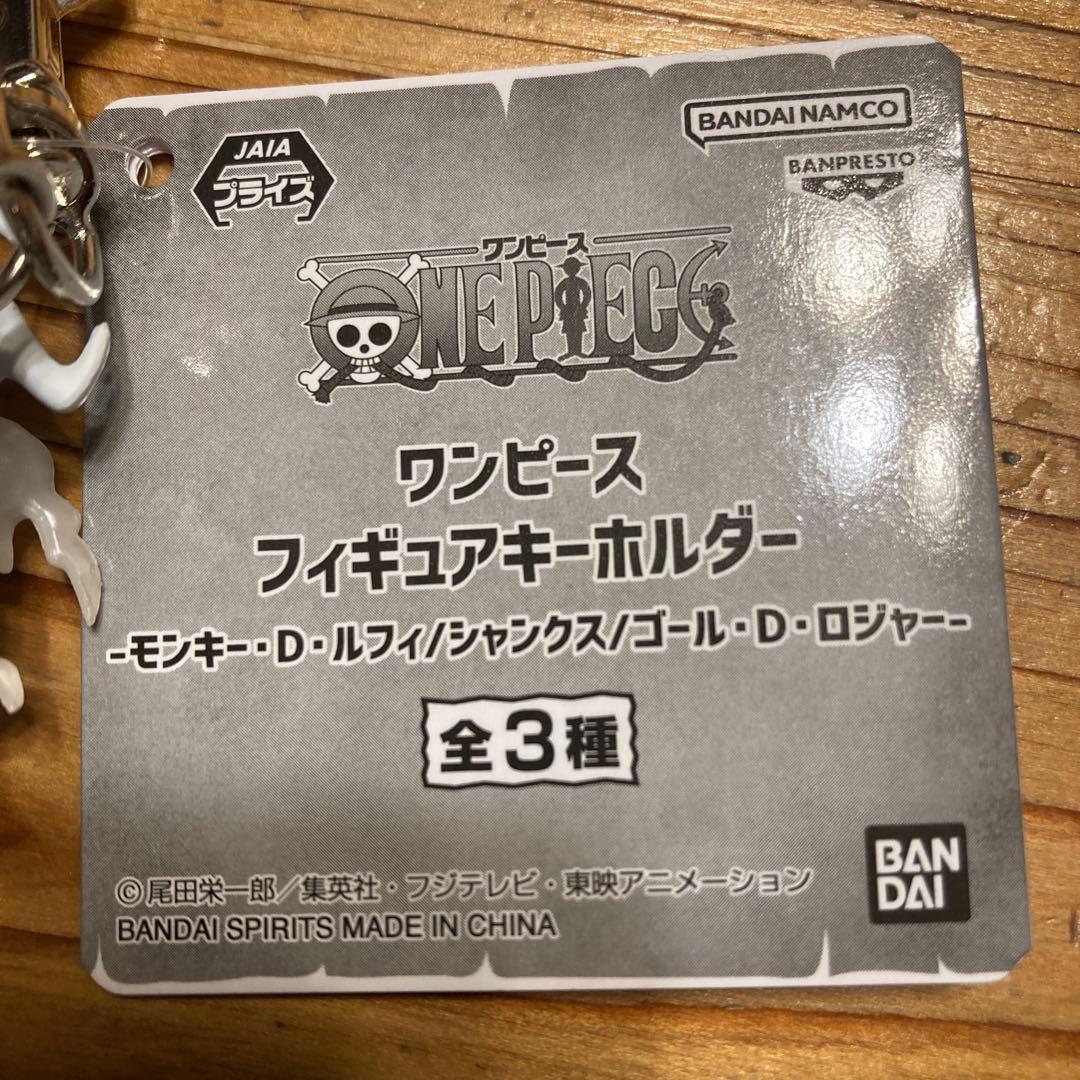 JAIA
プライズ
BANDAI NAMCO
BANPRESTO
ワンピース
ONE PIECE
ワンピース
フィギュアキーホルダー
-モンキー・D・ルフィ/シャンクス/ゴール・D・ロジャー-
全3種
©尾田栄一郎／集英社・フジテレビ・東映アニメーション
BANDAI SPIRITS MADE IN CHINA
BAN
DAI